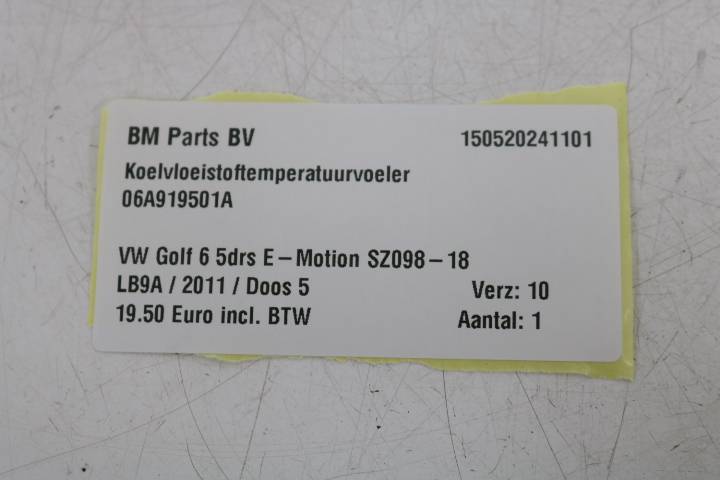 BM Parts BV 150520241101
Koelvloeistoftemperatuurvoeler
06A919501A
VW Golf 6 5drs E-Motion SZ098-18
LB9A / 2011 / Doos 5 Verz: 10
19.50 Euro incl. BTW Aantal: 1